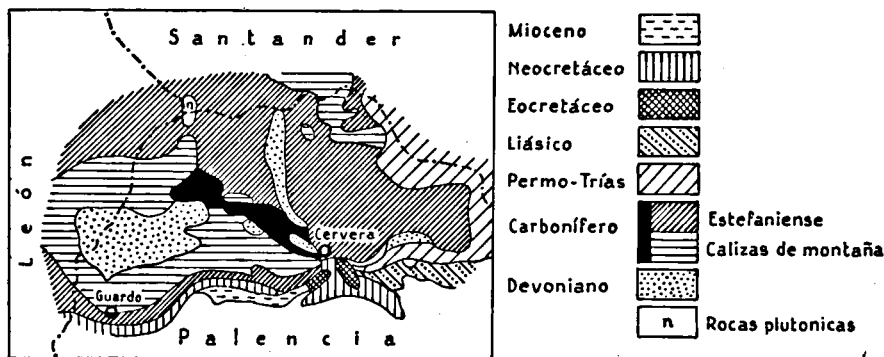 Santander
León
n
Cervera
Guardo
Palencia
Mioceno
Neocretáceo
Eocretáceo
Liásico
Permo-Trías
Carbonífero
Estefaniense
Calizas de montaña
Devoniano
n Rocas plutonicas